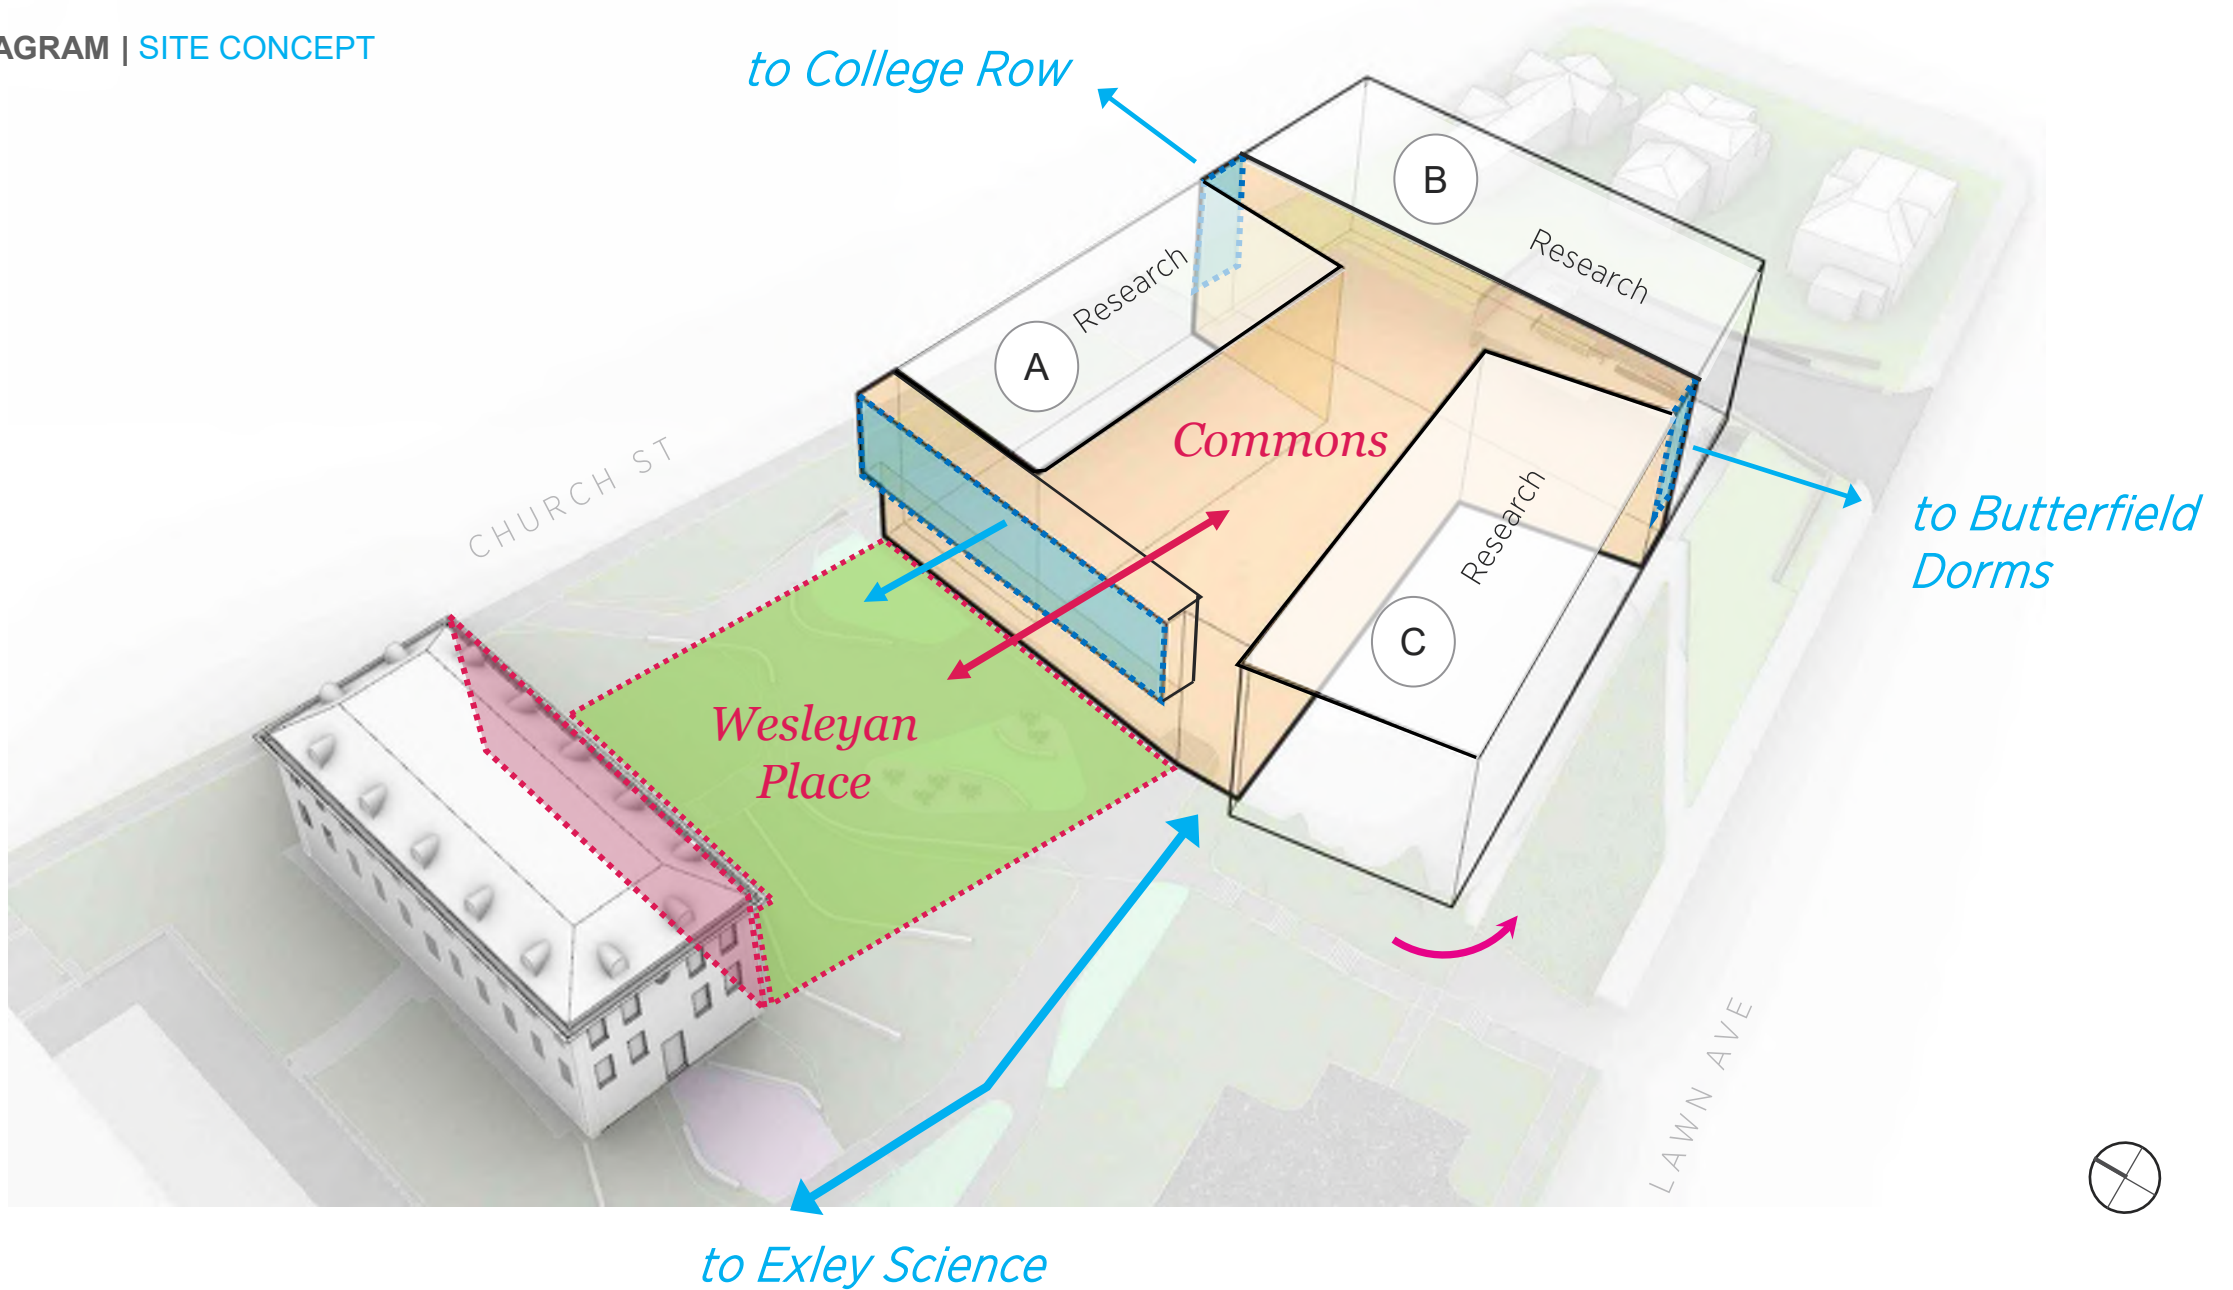 AGRAM | SITE CONCEPT
to College Row
B
Research
Research
A
Commons
CHURCH ST
to Butterfield
Dorms
Research
C
Wesleyan
Place
LAWN AVE
to Exley Science